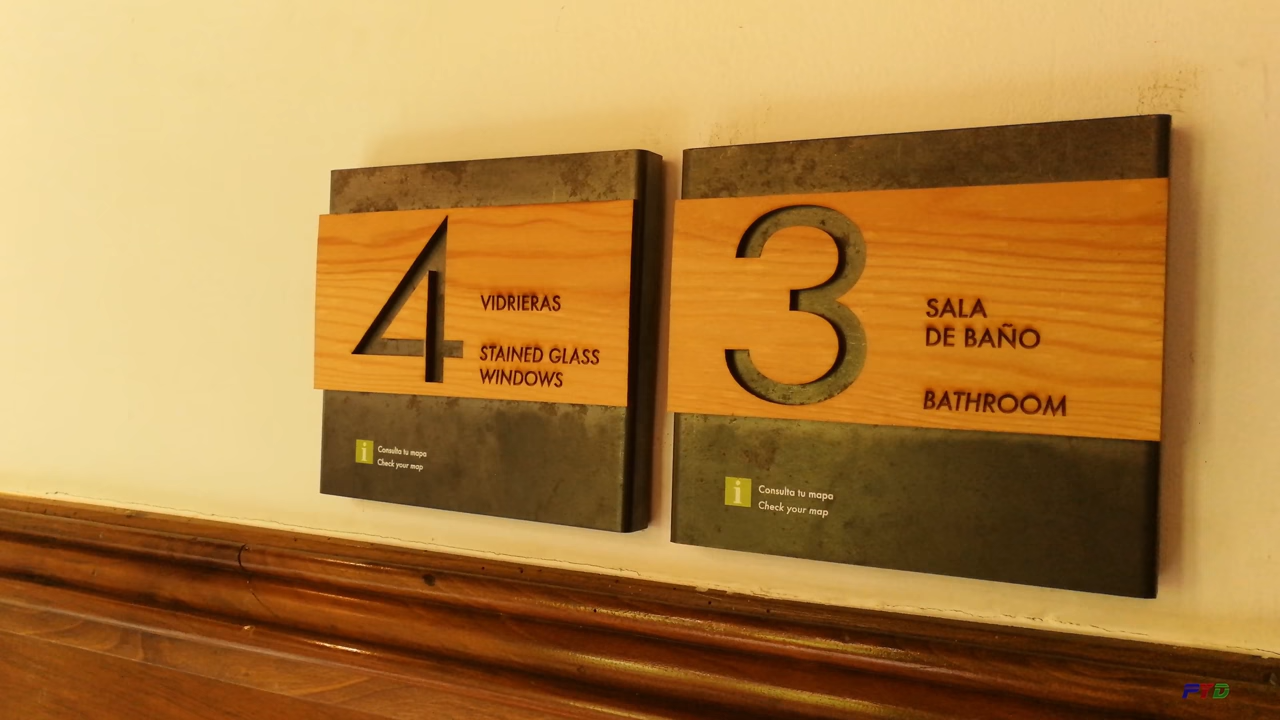 4
VIDRIERAS
STAINED GLASS
WINDOWS
i
Consulta tu mapa
Check your map
3
SALA
DE BAÑO
BATHROOM
i
Consulta tu mapa
Check your map
FTD